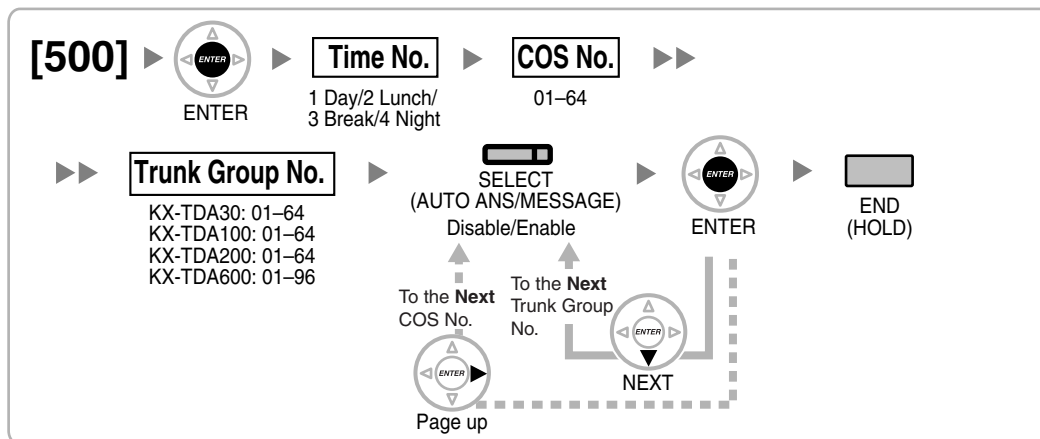 [500]
ENTER
ENTER
Time No.
1 Day/2 Lunch/
3 Break/4 Night
COS No.
01–64
Trunk Group No.
KX-TDA30: 01–64
KX-TDA100: 01–64
KX-TDA200: 01–64
KX-TDA600: 01–96
SELECT
(AUTO ANS/MESSAGE)
Disable/Enable
ENTER
ENTER
END
(HOLD)
To the Next
COS No.
ENTER
Page up
To the Next
Trunk Group
No.
ENTER
NEXT